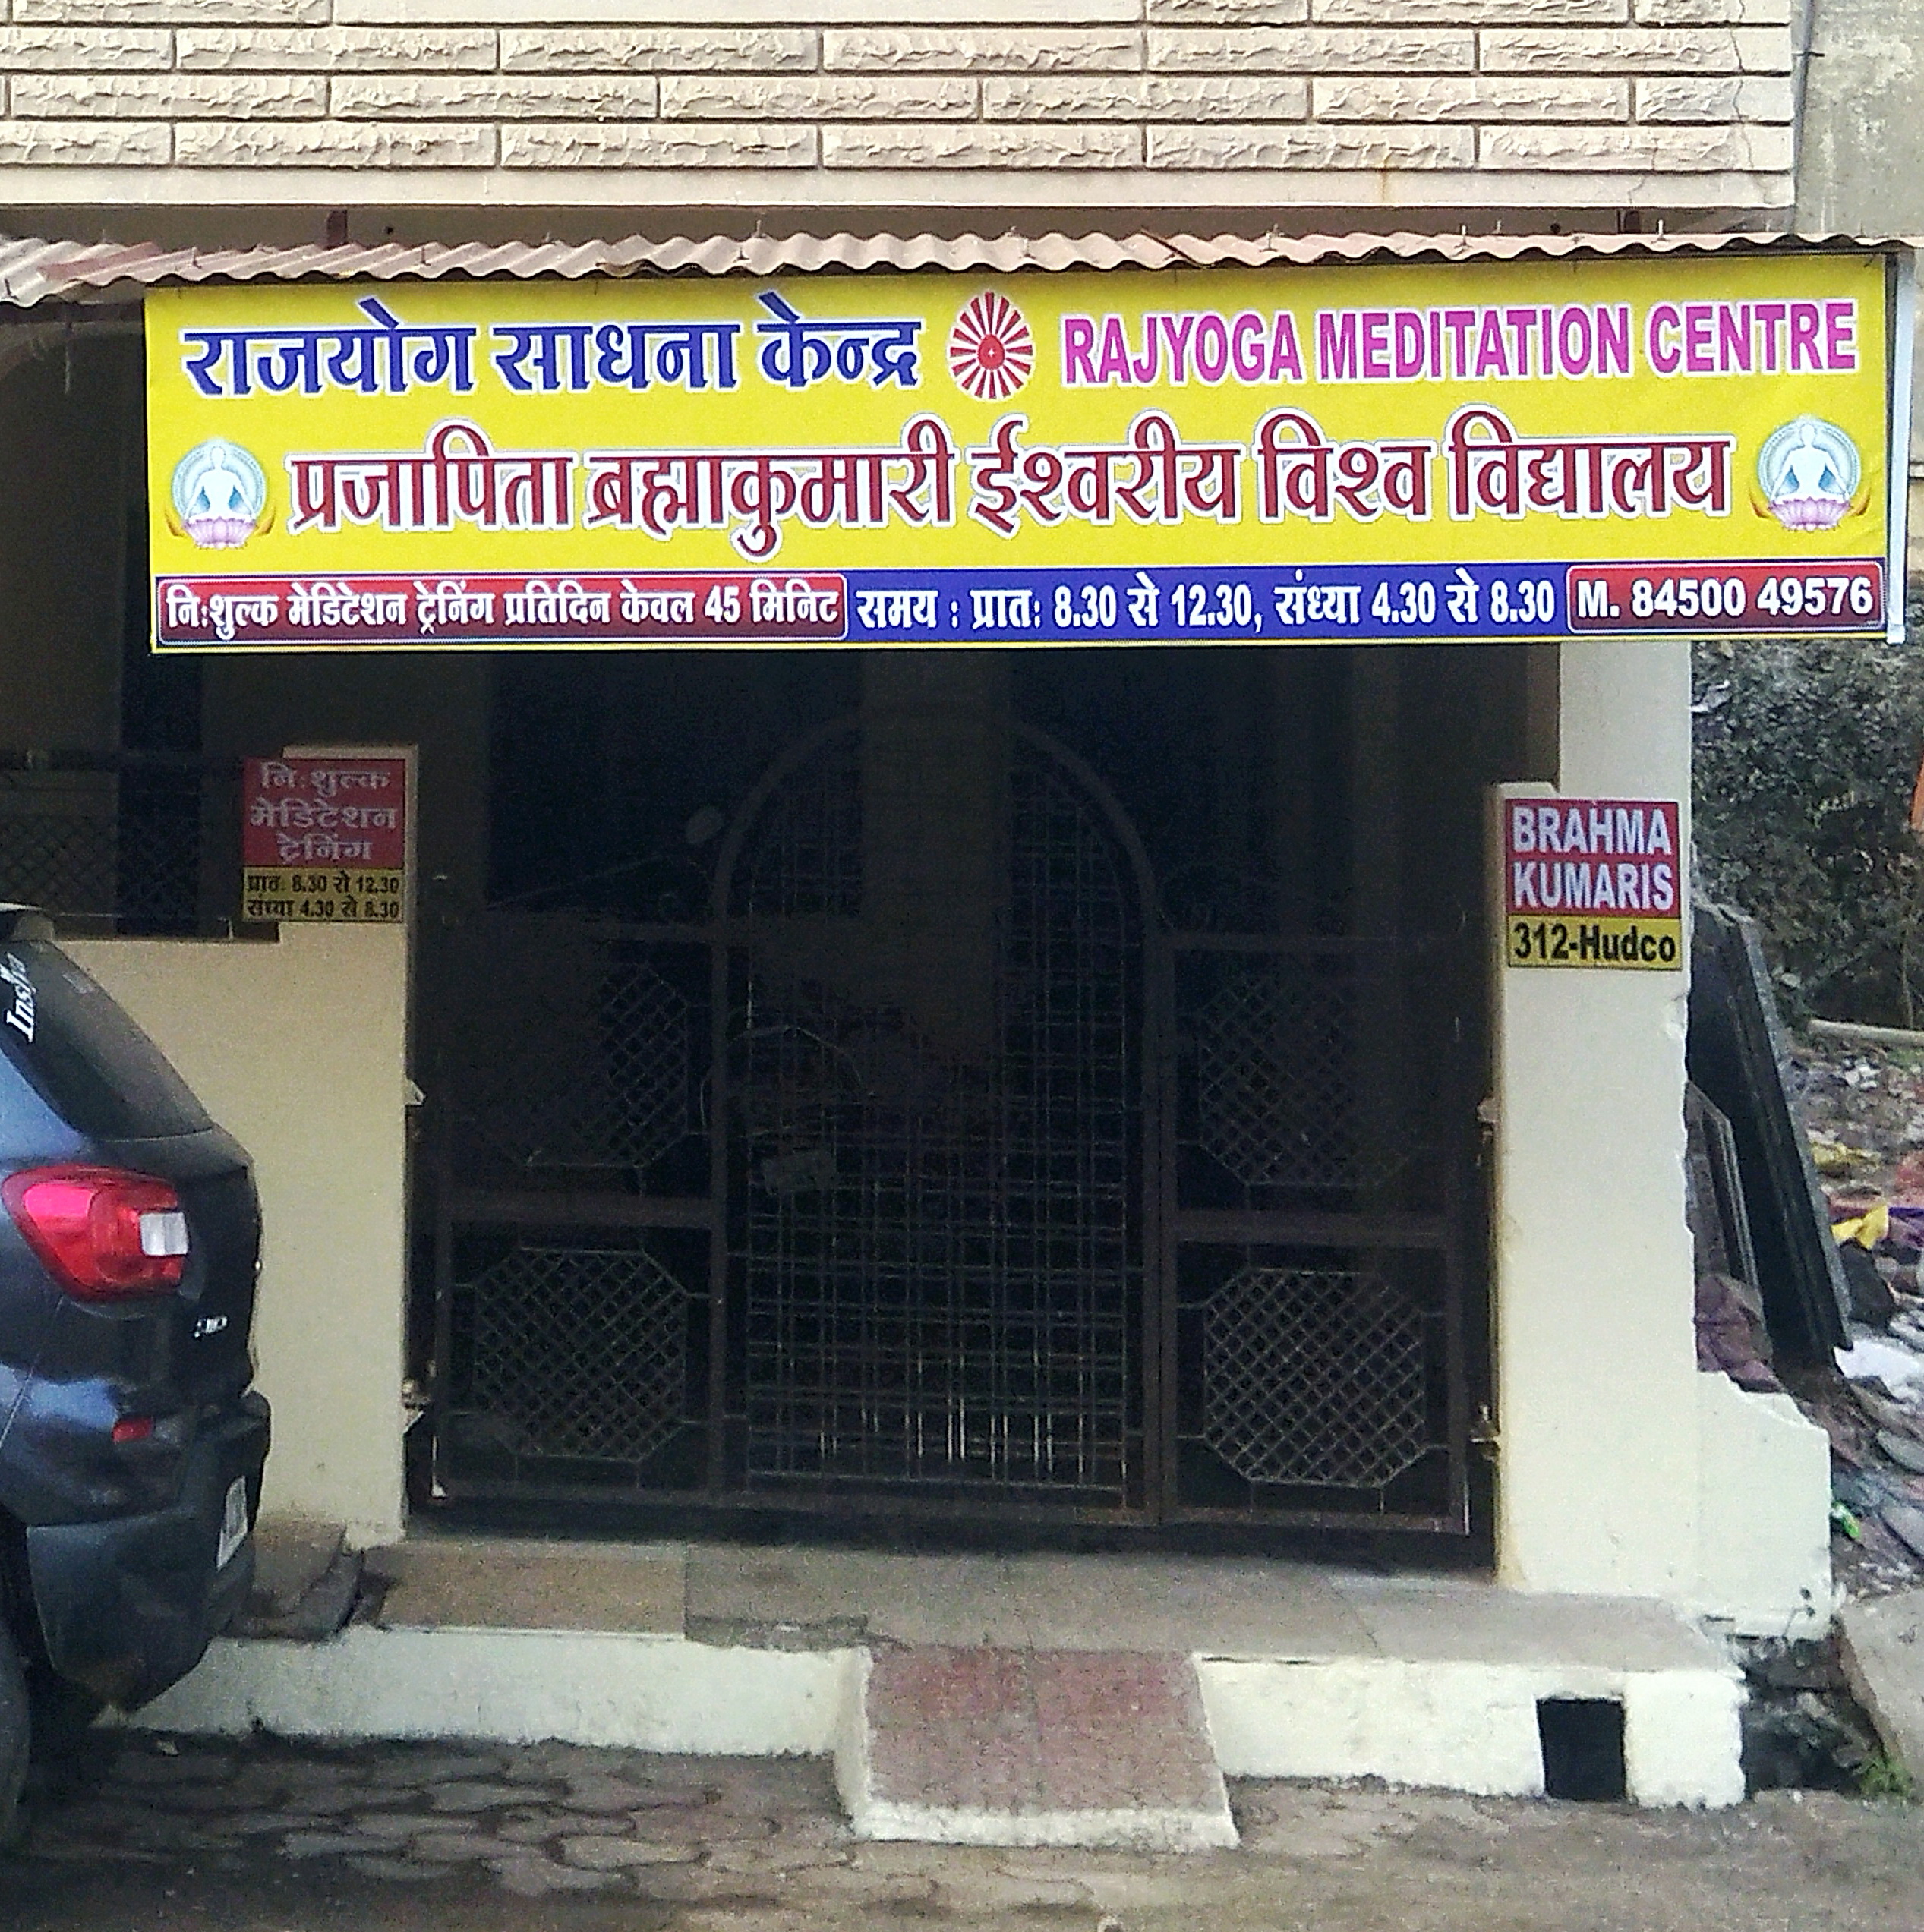 राजयोग साधना केन्द्र RAJYOGA MEDITATION CENTRE
प्रजापिता ब्रह्माकुमारी ईश्वरीय विश्व विद्यालय
नि:शुल्क मेडिटेशन ट्रेनिंग प्रतिदिन केवल 45 मिनिट समय : प्रात: 8.30 से 12.30, संध्या 4.30 से 8.30 M. 84500 49576
नि:शुल्क
मेडिटेशन
ट्रेनिंग
प्रात: 8.30 से 12.30
संध्या 4.30 से 8.30
BRAHMA
KUMARIS
312-Hudco